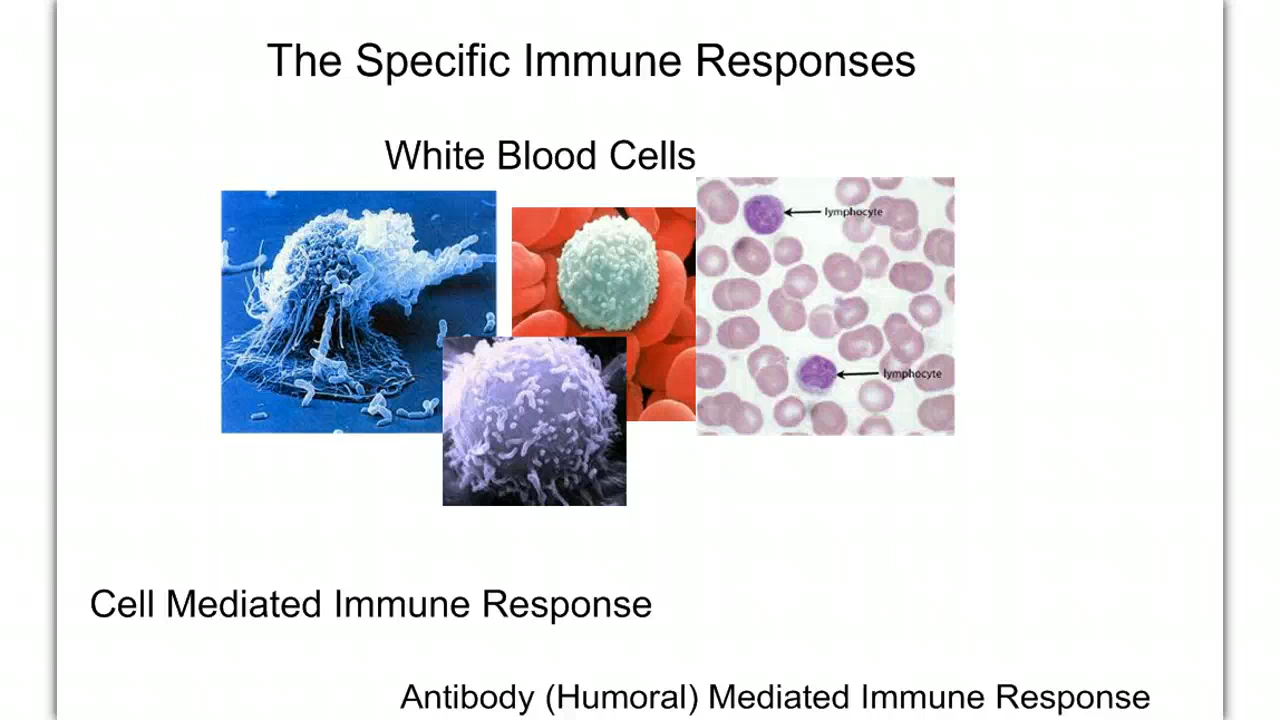 The Specific Immune Responses
White Blood Cells
lymphocyte
lymphocyte
Cell Mediated Immune Response
Antibody (Humoral) Mediated Immune Response